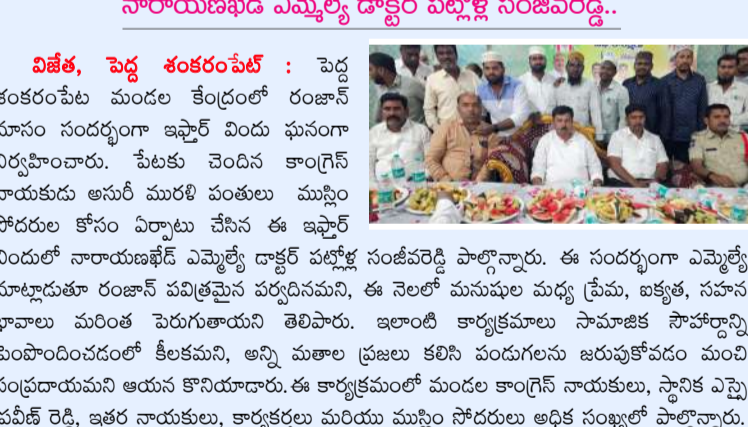 నారాయణఖేడ్ ఎమ్మెల్యే డాక్టర్ పట్లోళ్ల సంజీవరెడ్డి..
విజేత, పెద్ద శంకరంపేట్ : పెద్ద
శంకరంపేట మండల కేంద్రంలో రంజాన్
మాసం సందర్భంగా ఇఫ్తార్ విందు ఘనంగా
నిర్వహించారు. పేటకు చెందిన కాంగ్రెస్
నాయకుడు అసురీ మురళి పంతులు ముస్లిం
సోదరుల కోసం ఏర్పాటు చేసిన ఈ ఇఫ్తార్
విందులో నారాయణఖేడ్ ఎమ్మెల్యే డాక్టర్ పట్లోళ్ల సంజీవరెడ్డి పాల్గొన్నారు. ఈ సందర్భంగా ఎమ్మెల్యే
మాట్లాడుతూ రంజాన్ పవిత్రమైన పర్వదినమని, ఈ నెలలో మనుషుల మధ్య ప్రేమ, ఐక్యత, సహన
భావాలు మరింత పెరుగుతాయని తెలిపారు. ఇలాంటి కార్యక్రమాలు సామాజిక సౌహార్దాన్ని
పెంపొందించడంలో కీలకమని, అన్ని మతాల ప్రజలు కలిసి పండుగలను జరుపుకోవడం మంచి
సంప్రదాయమని ఆయన కొనియాడారు.ఈ కార్యక్రమంలో మండల కాంగ్రెస్ నాయకులు, స్థానిక ఎస్సై
ప్రవీణ్ రెడ్డి, ఇతర నాయకులు, కార్యకర్తలు మరియు ముస్లిం సోదరులు అధిక సంఖ్యలో పాల్గొన్నారు.